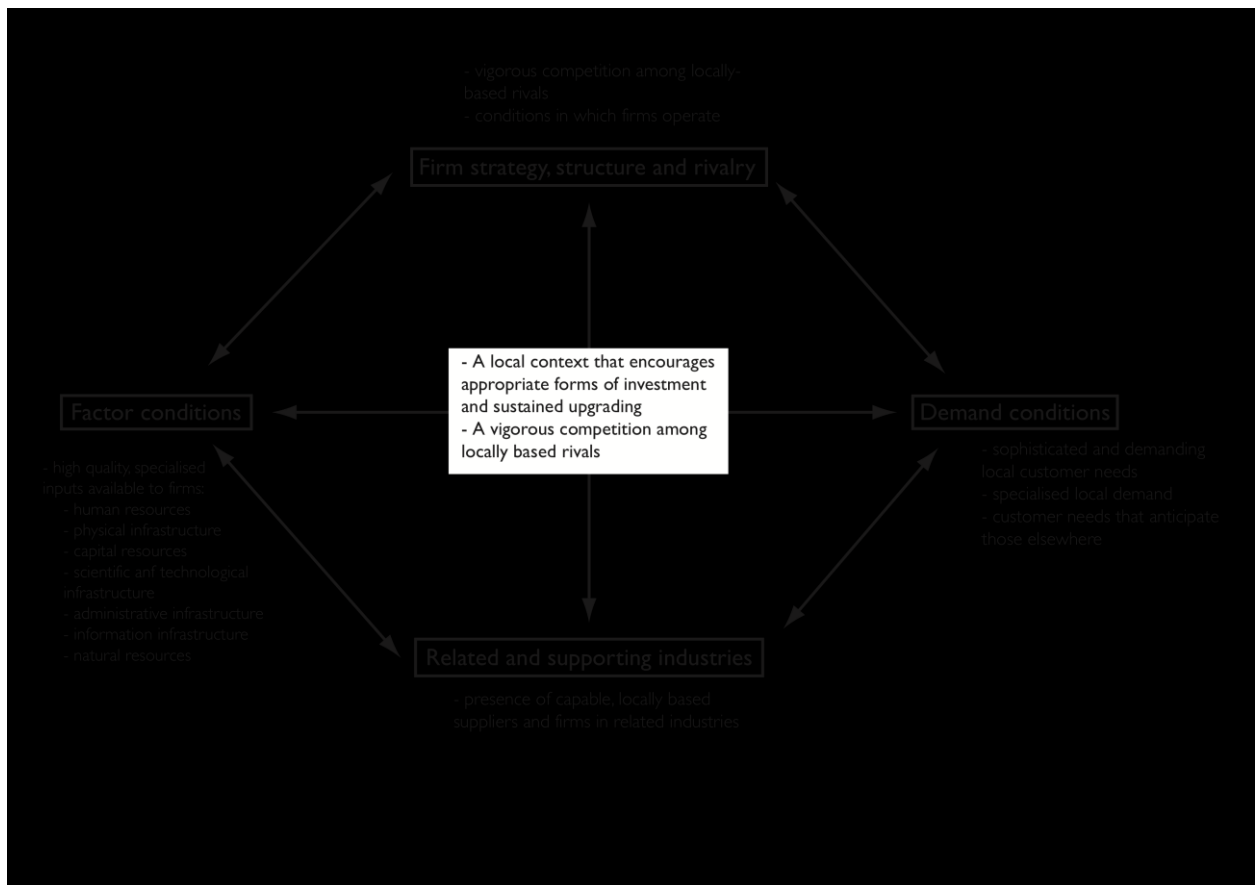 - vigorous competition among locally-
based rivals
- conditions in which firms operate
Firm strategy, structure and rivalry
- A local context that encourages
appropriate forms of investment
and sustained upgrading
- A vigorous competition among
locally based rivals
Factor conditions
- high quality, specialised
inputs available to firms:
- human resources
- physical infrastructure
- capital resources
- scientific anf technological
infrastructure
- administrative infrastructure
- information infrastructure
- natural resources
Demand conditions
- sophisticated and demanding
local customer needs
- specialised local demand
- customer needs that anticipate
those elsewhere
Related and supporting industries
- presence of capable, locally based
suppliers and firms in related industries